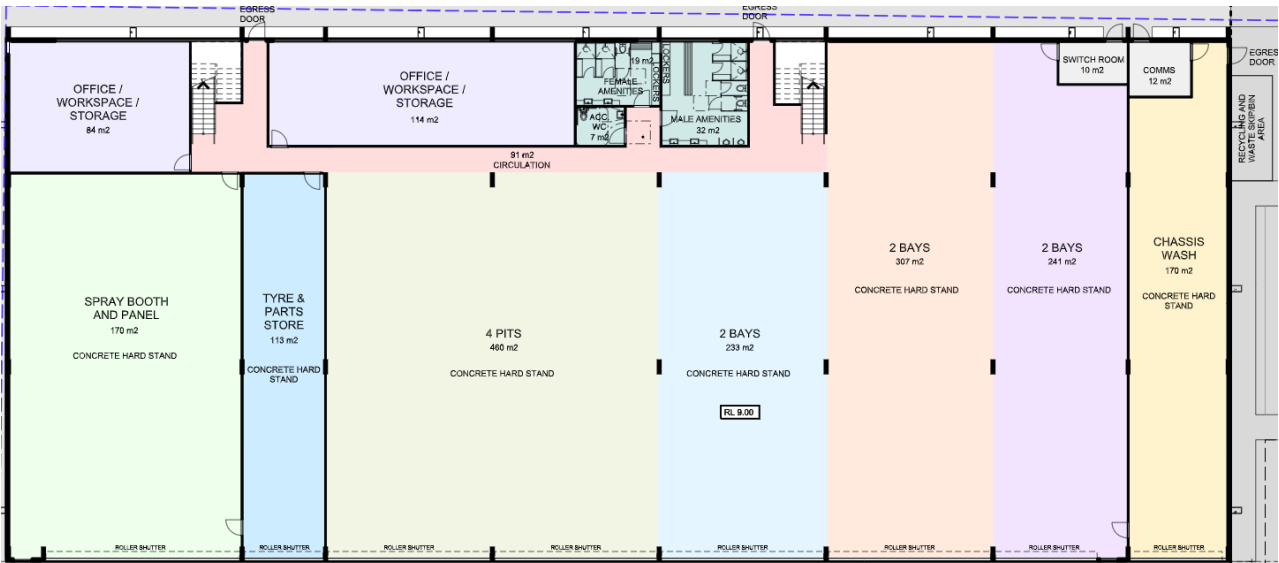 EGRESS
DOOR
EGRESS
DOOR
OFFICE /
WORKSPACE /
STORAGE
84 m2
OFFICE /
WORKSPACE /
STORAGE
114 m2
19 m2
FEMALE
AMENITIES
LOCKERS
LOCKERS
ACC.
WC
7 m2
MALE AMENITIES
32 m2
SWITCH ROOM
10 m2
COMMS
12 m2
EGRES
DOOR
RECYCLING AND
WASTE SKIP/BIN
AREA
91 m2
CIRCULATION
SPRAY BOOTH
AND PANEL
170 m2
CONCRETE HARD STAND
TYRE &
PARTS
STORE
113 m2
CONCRETE HARD
STAND
4 PITS
460 m2
CONCRETE HARD STAND
2 BAYS
233 m2
CONCRETE HARD STAND
RL 9.00
2 BAYS
307 m2
CONCRETE HARD STAND
2 BAYS
241 m2
CONCRETE HARD STAND
CHASSIS
WASH
170 m2
CONCRETE HARD
STAND
ROLLER SHUTTER
ROLLER SHUTTER
ROLLER SHUTTER
ROLLER SHUTTER
ROLLER SHUTTER
ROLLER SHUTTER
ROLLER SHUTTER
ROLLER SHUTTER